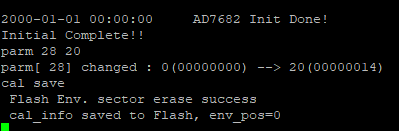 2000-01-01 00:00:00     AD7682 Init Done!
Initial Complete!!
parm 28 20
parm[ 28] changed : 0(00000000) --> 20(00000014)
cal save
 Flash Env. sector erase success
 cal_info saved to Flash, env_pos=0